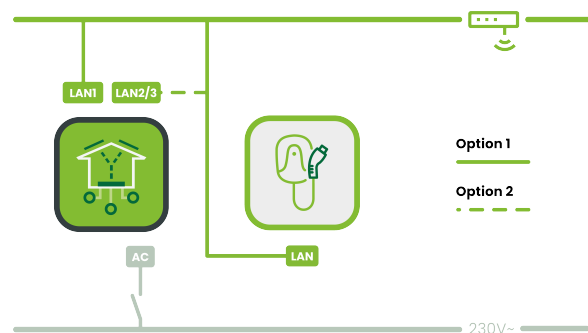 LAN1 LAN2/3
Option 1
Option 2
LAN
AC
230V~